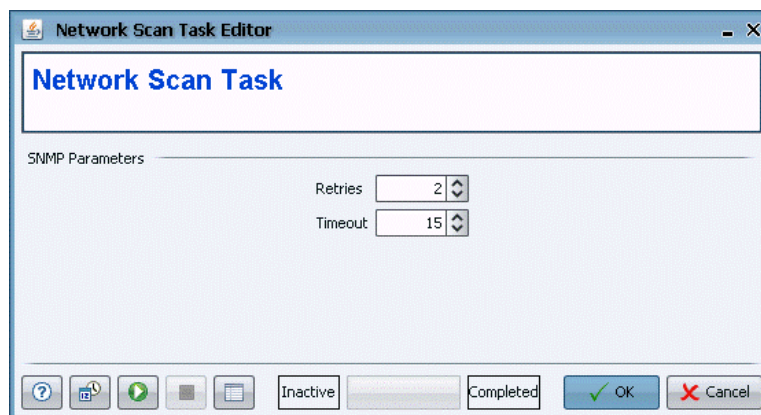 Network Scan Task Editor
Network Scan Task
SNMP Parameters
Retries 2
Timeout 15
Inactive Completed OK Cancel